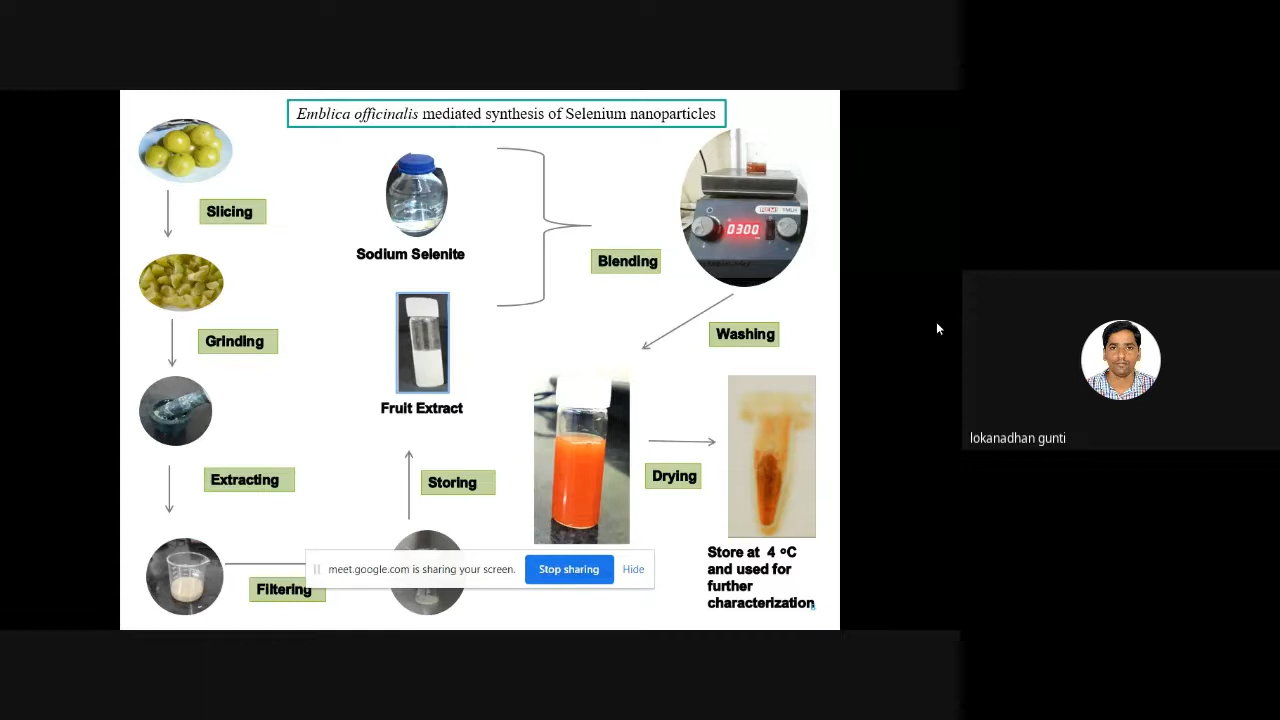 Emblica officinalis mediated synthesis of Selenium nanoparticles
Slicing
Sodium Selenite
Blending
0300
REMI
1MLH
Grinding
Washing
Fruit Extract
Extracting
Storing
Drying
Filtering
Store at 4 ºC
and used for
further
characterization
meet.google.com is sharing your screen.
Stop sharing
Hide
lokanadhan gunti